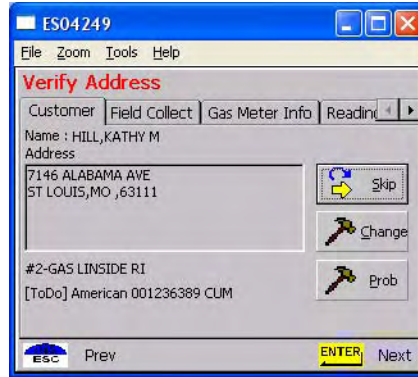 ES04249
File Zoom Tools Help
Verify Address
Customer Field Collect Gas Meter Info Reading
Name : HILL,KATHY M
Address
7146 ALABAMA AVE
ST LOUIS,MO ,63111
Skip
Change
#2-GAS LINSIDE RI
Prob
[ToDo] American 001236389 CUM
ESC Prev ENTER Next